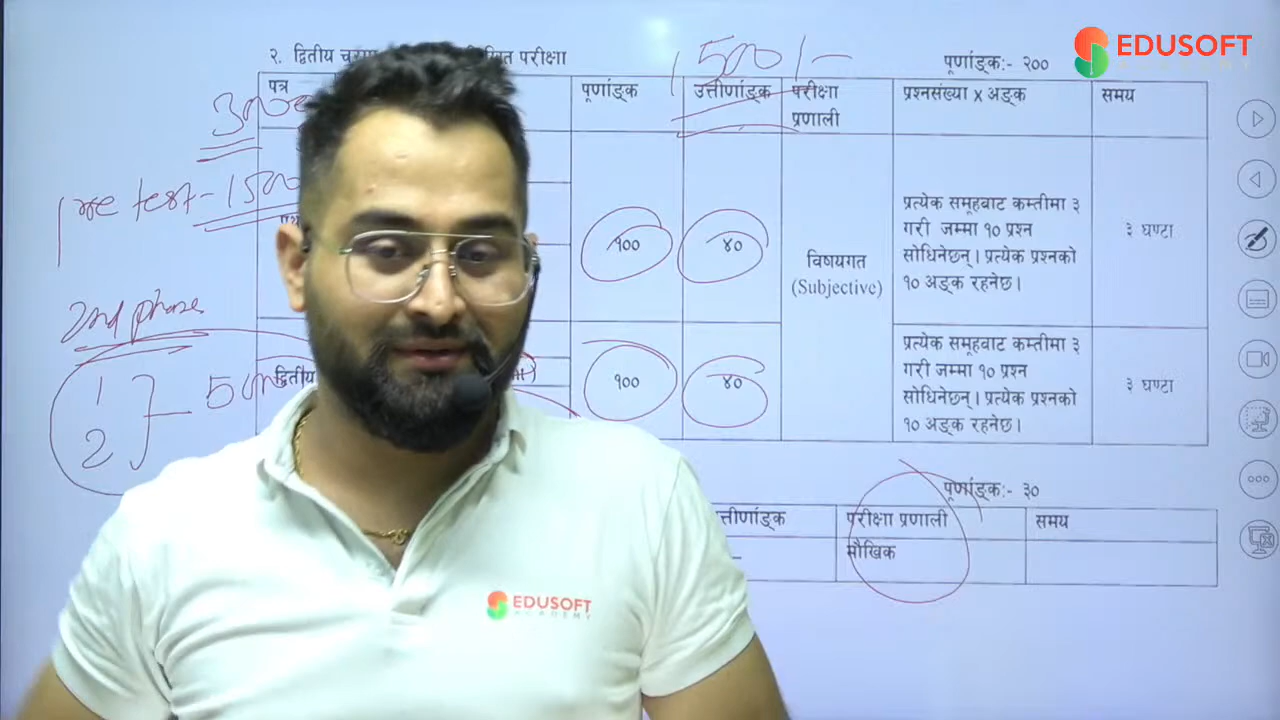 EDUSOFT
ACADEMY
२. द्वितीय
परीक्षा
पूर्णाङ्क:- २००
1500/-
पत्र
पूर्णाङ्क
उत्तीर्णाङ्क
परीक्षा
प्रणाली
प्रश्नसंख्या X अङ्क
समय
pre test - 1500
१००
४०
विषयगत
(Subjective)
प्रत्येक समूहबाट कम्तीमा ३
गरी जम्मा १० प्रश्न
सोधिनेछन्। प्रत्येक प्रश्नको
१० अङ्क रहनेछ।
३ घण्टा
2nd phase
1
2
द्वितीय
१००
४०
प्रत्येक समूहबाट कम्तीमा ३
गरी जम्मा १० प्रश्न
सोधिनेछन्। प्रत्येक प्रश्नको
१० अङ्क रहनेछ।
३ घण्टा
पूर्णाङ्क:- ३०
परीक्षा प्रणाली
समय
मौखिक
EDUSOFT
ACADEMY